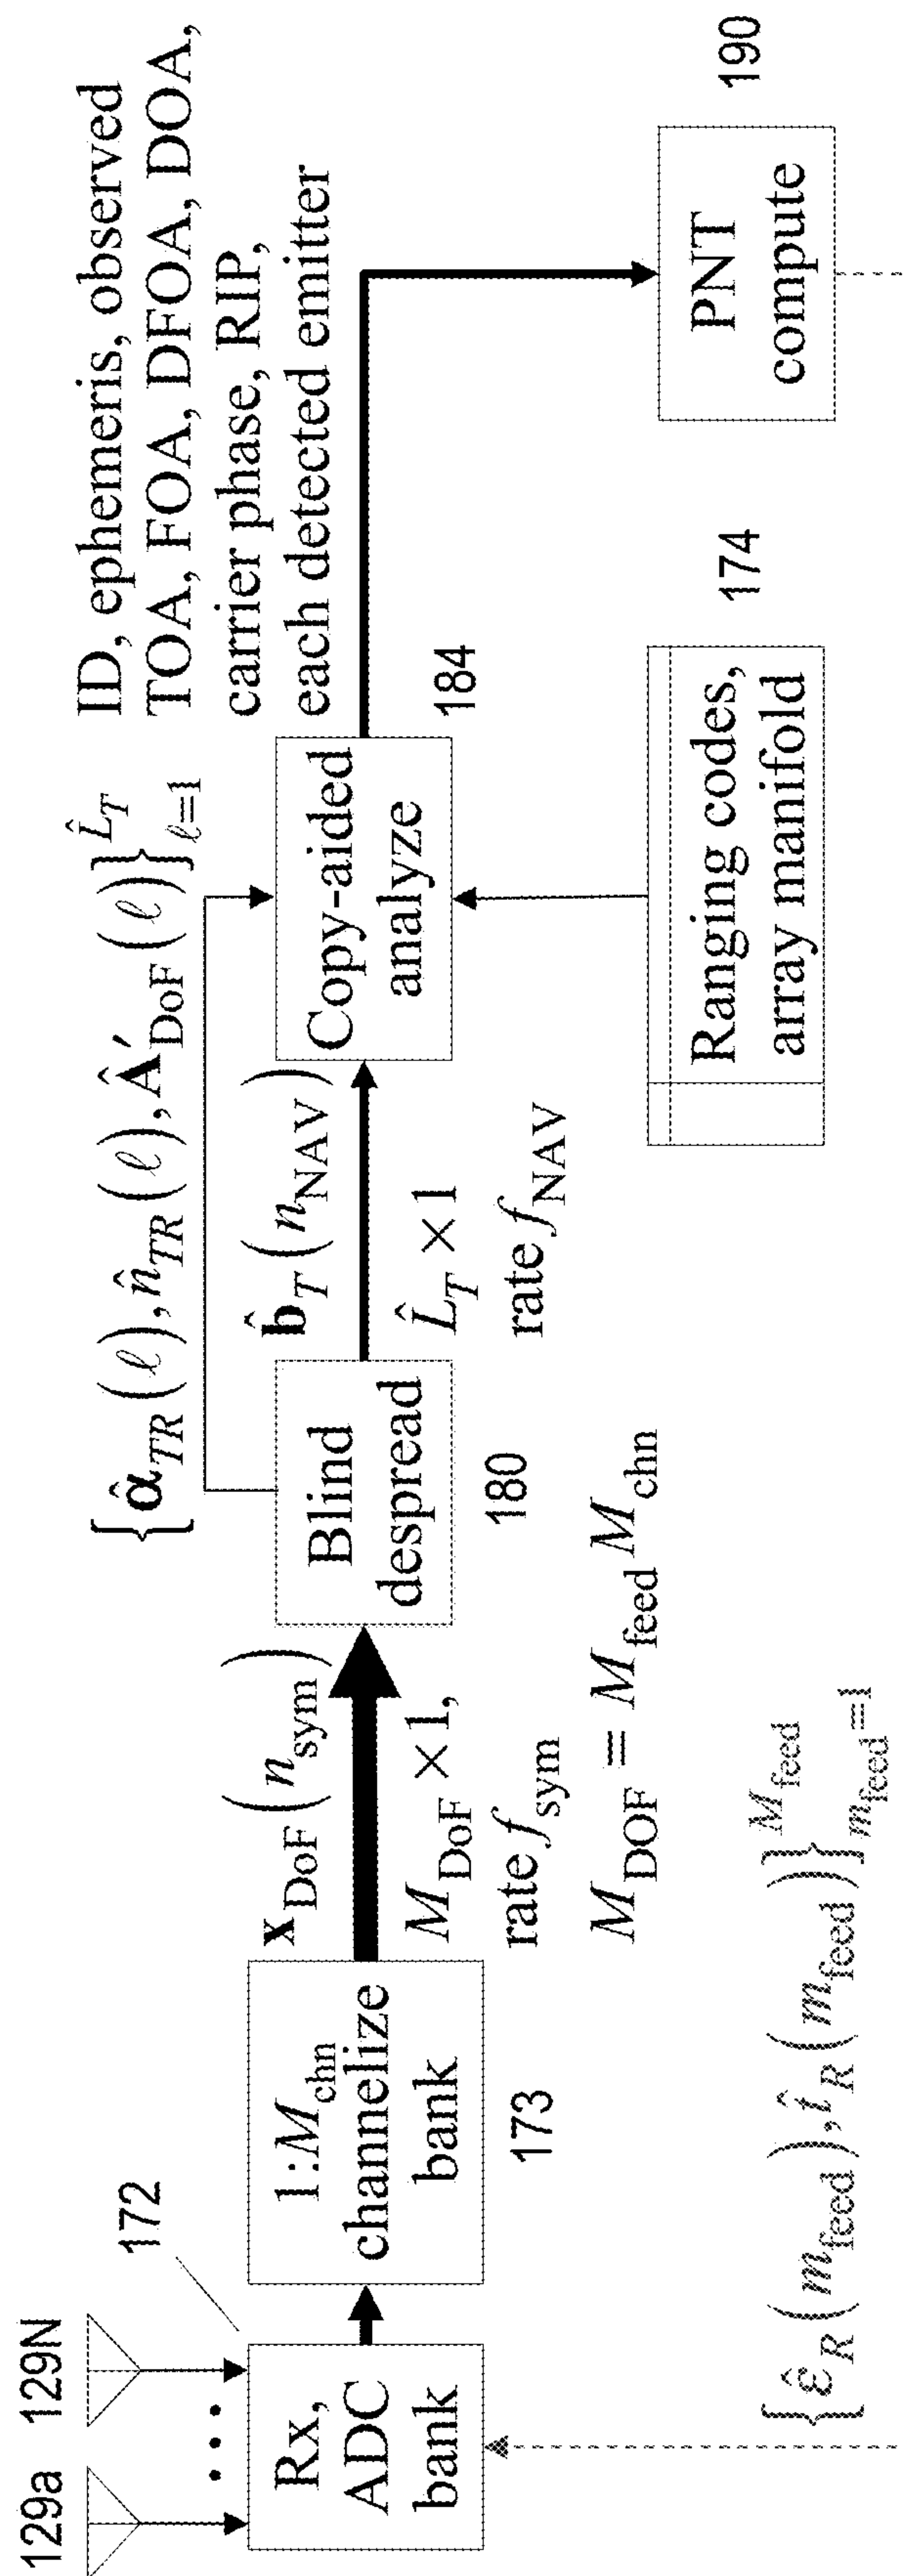 129a 129N
172
Rx,
ADC
bank
1:M_chn
channelize
bank
173
x_DoF(n_sym)
M_DoF×1,
rate f_sym
M_DOF = M_feed M_chn
Blind
despread
180
{α̂_TR(ℓ), n̂_TR(ℓ), Â′_DoF(ℓ)}_{ℓ=1}^{L̂_T}
b̂_T(n_NAV)
L̂_T×1
rate f_NAV
Copy-aided
analyze
184
Ranging codes,
array manifold
174
ID, ephemeris, observed
TOA, FOA, DFOA, DOA,
carrier phase, RIP,
each detected emitter
PNT
compute
190
{ε̂_R(m_feed), t̂_R(m_feed)}_{m_feed=1}^{M_feed}